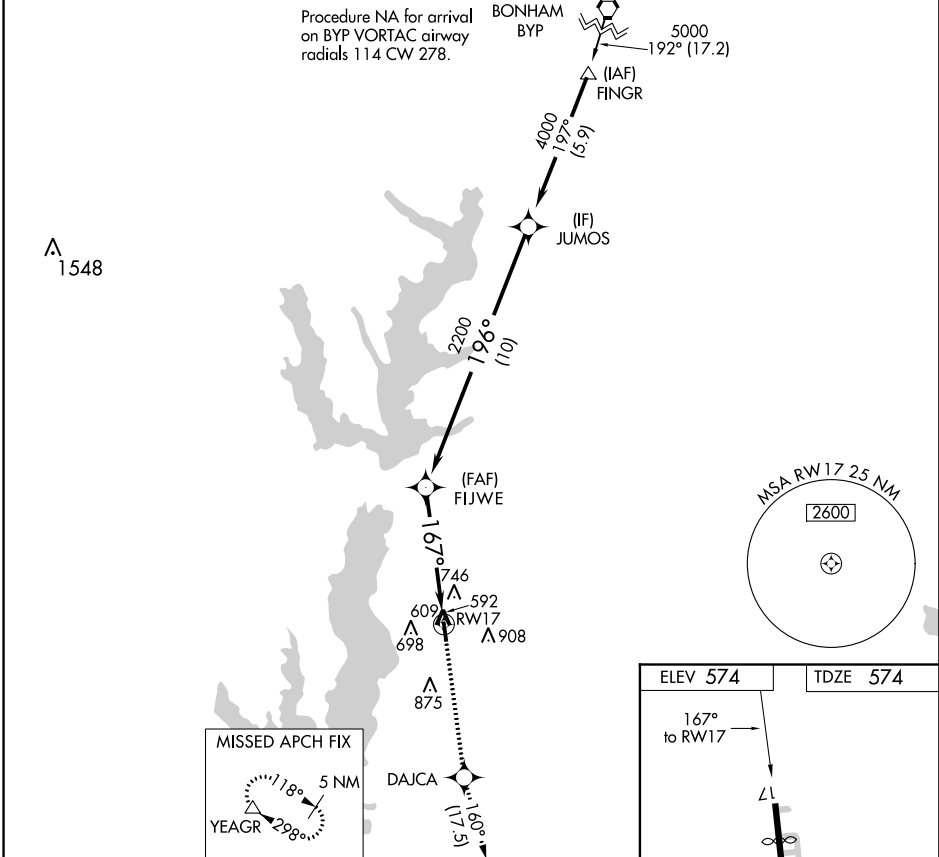 Procedure NA for arrival
on BYP VORTAC airway
radials 114 CW 278.
BONHAM
BYP
5000
192° (17.2)
(IAF)
FINGR
4000
197°
(5.9)
(IF)
JUMOS
1548
2200
196°
(10)
(FAF)
FIJWE
167°
MSA RW17 25 NM
2600
746
592
609
RW17
698
908
875
ELEV 574
TDZE 574
167°
to RW17
17
MISSED APCH FIX
118°
5 NM
YEAGR
298°
DAJCA
160°
(17.5)